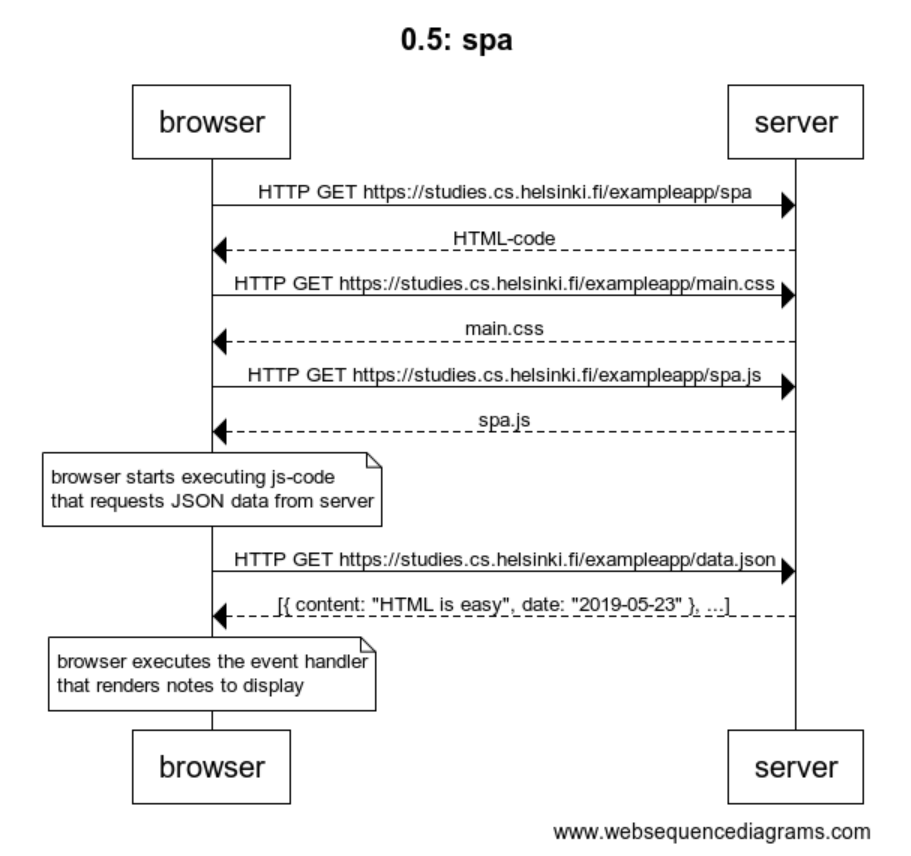 0.5: spa
browser
server
HTTP GET https://studies.cs.helsinki.fi/exampleapp/spa
HTML-code
HTTP GET https://studies.cs.helsinki.fi/exampleapp/main.css
main.css
HTTP GET https://studies.cs.helsinki.fi/exampleapp/spa.js
spa.js
browser starts executing js-code
that requests JSON data from server
HTTP GET https://studies.cs.helsinki.fi/exampleapp/data.json
[{ content: "HTML is easy", date: "2019-05-23" }, ...]
browser executes the event handler
that renders notes to display
browser
server
www.websequencediagrams.com